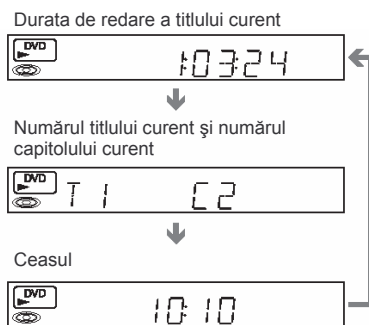 Durata de redare a titlului curent
DVD
1:03:24
Numărul titlului curent şi numărul
capitolului curent
DVD
T 1 C2
Ceasul
DVD
10:10